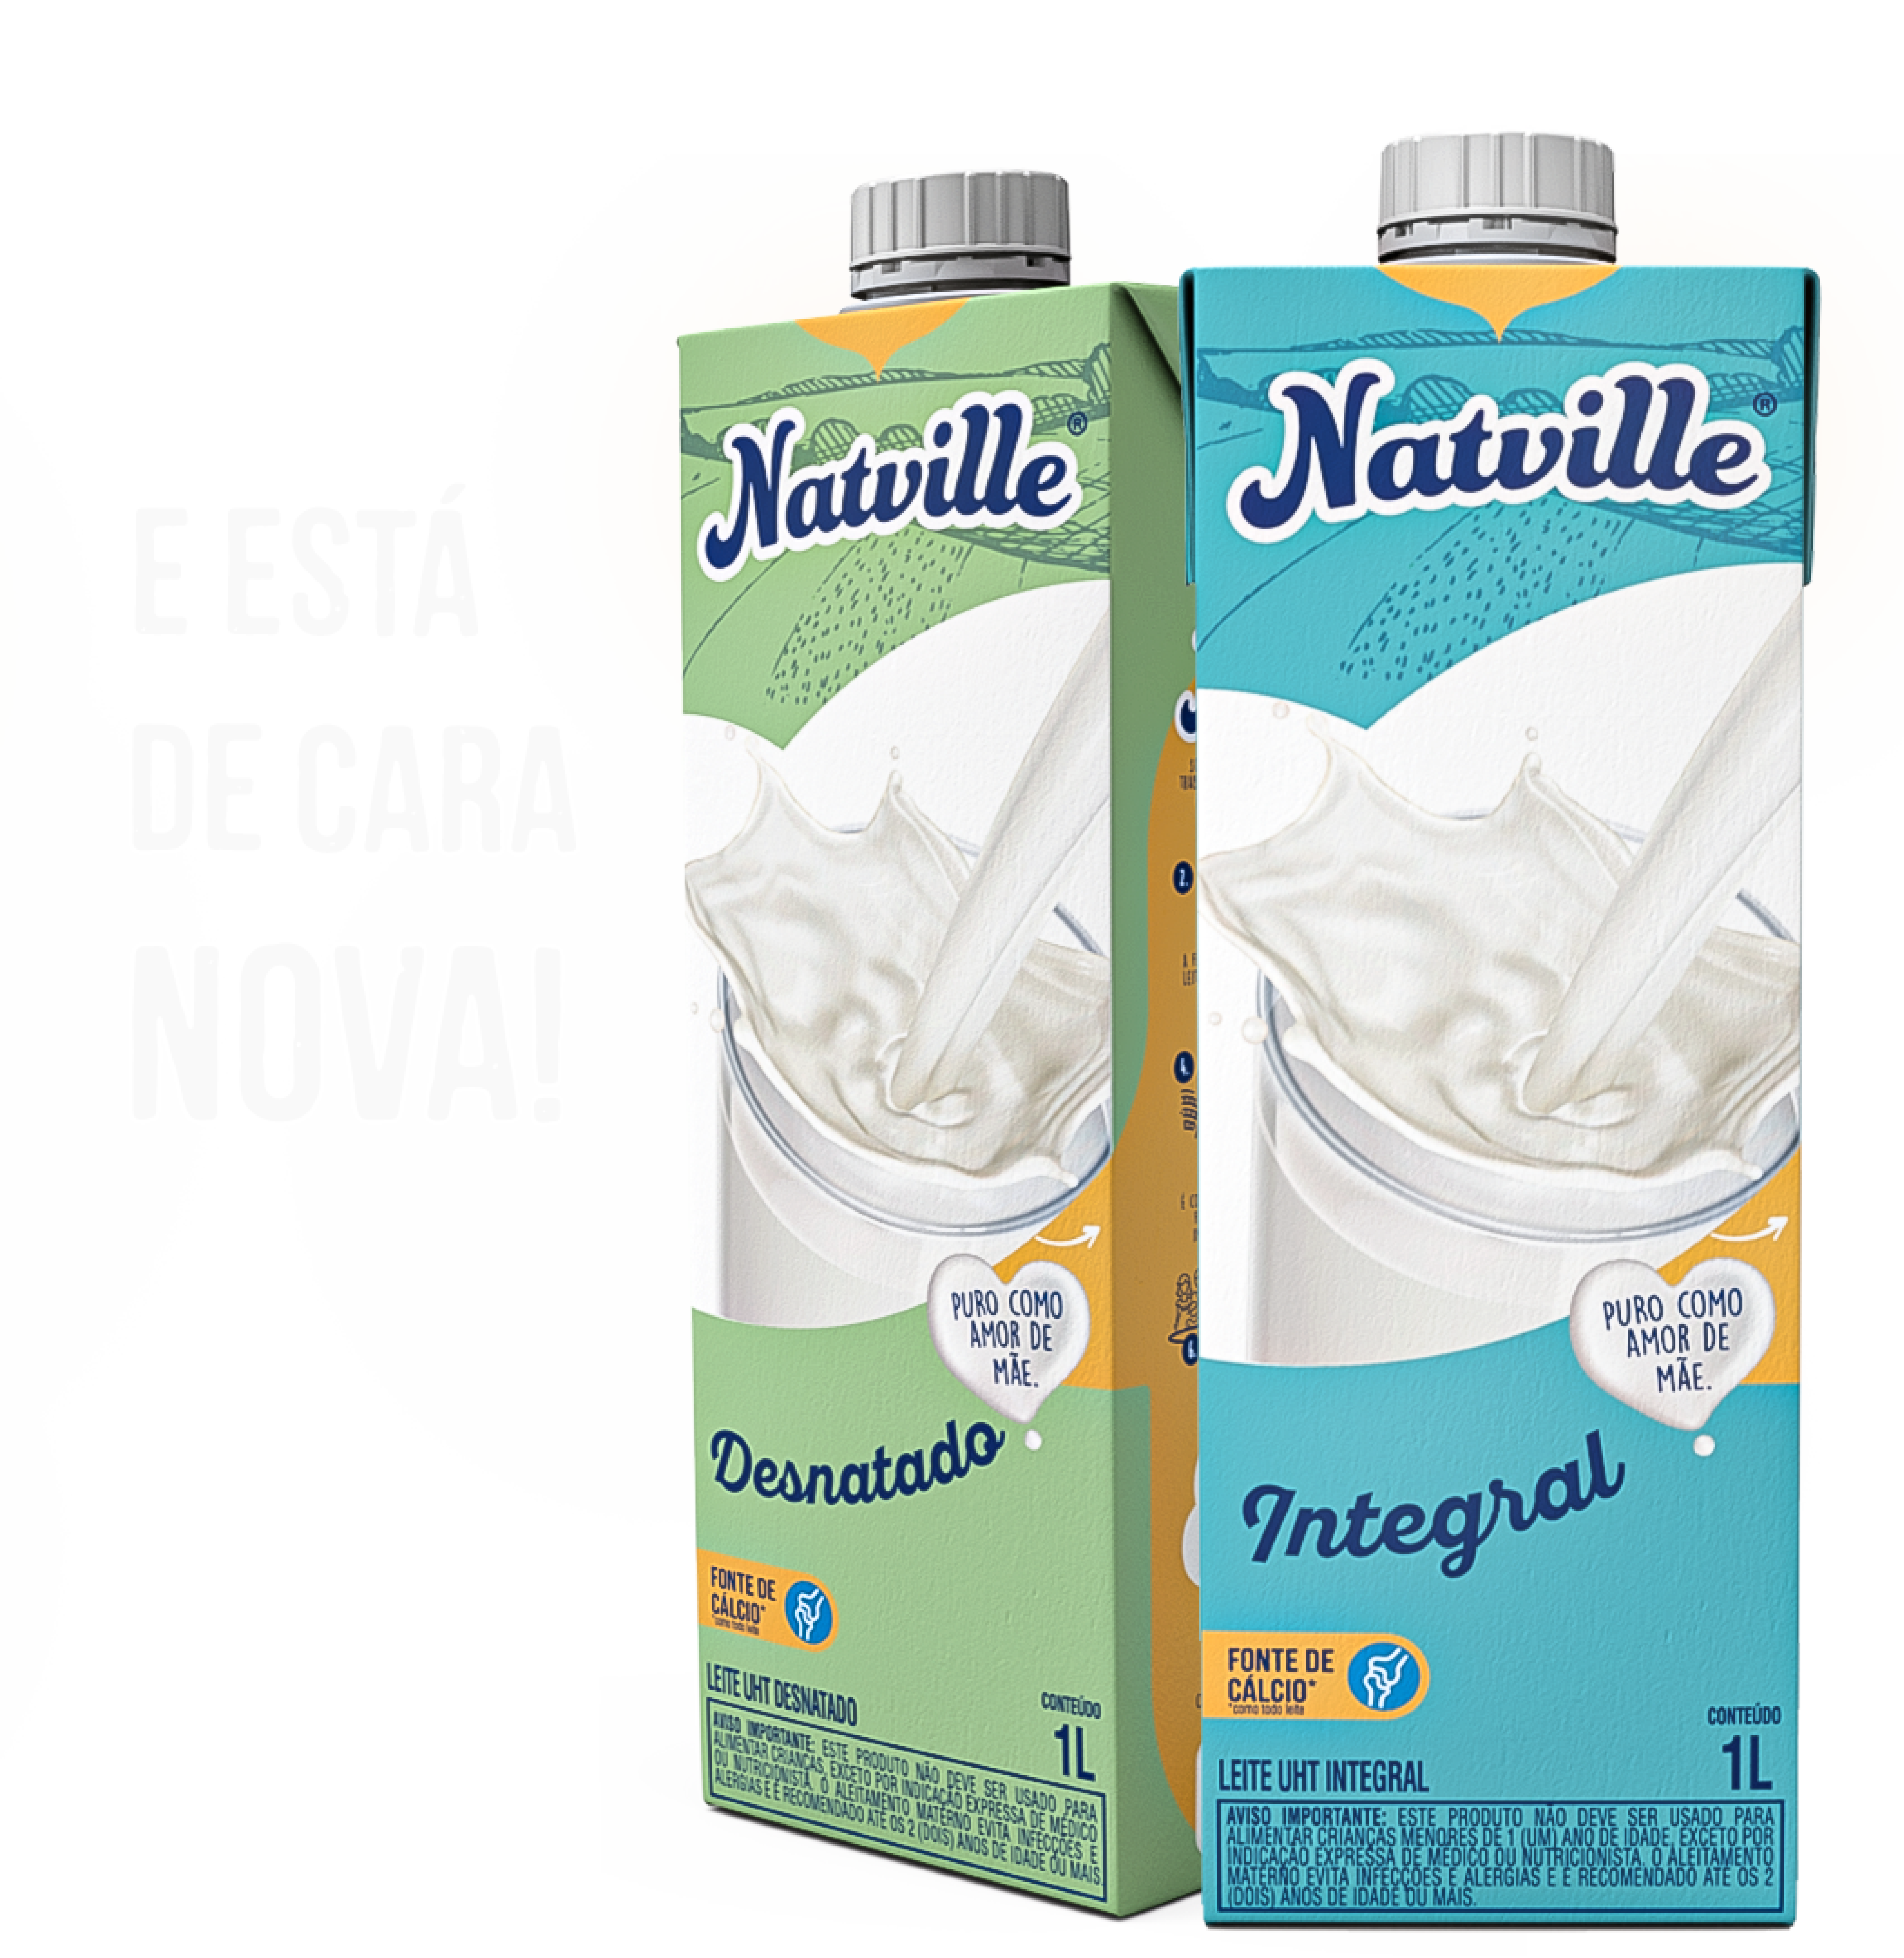 E ESTÁ
DE CARA
NOVA!
Natville®
PURO COMO
AMOR DE
MÃE.
Desnatado
FONTE DE
CÁLCIO*
*como todo leite
LEITE UHT DESNATADO
CONTEÚDO
1L
AVISO IMPORTANTE: ESTE PRODUTO NÃO DEVE SER USADO PARA
ALIMENTAR CRIANÇAS, EXCETO POR INDICAÇÃO EXPRESSA DE MÉDICO
OU NUTRICIONISTA. O ALEITAMENTO MATERNO EVITA INFECÇÕES E
ALERGIAS E É RECOMENDADO ATÉ OS 2 (DOIS) ANOS DE IDADE OU MAIS.
2.
4.
6.
Natville®
PURO COMO
AMOR DE
MÃE.
Integral
FONTE DE
CÁLCIO*
*como todo leite
CONTEÚDO
1L
LEITE UHT INTEGRAL
AVISO IMPORTANTE: ESTE PRODUTO NÃO DEVE SER USADO PARA
ALIMENTAR CRIANÇAS MENORES DE 1 (UM) ANO DE IDADE, EXCETO POR
INDICAÇÃO EXPRESSA DE MÉDICO OU NUTRICIONISTA. O ALEITAMENTO
MATERNO EVITA INFECÇÕES E ALERGIAS E É RECOMENDADO ATÉ OS 2
(DOIS) ANOS DE IDADE OU MAIS.